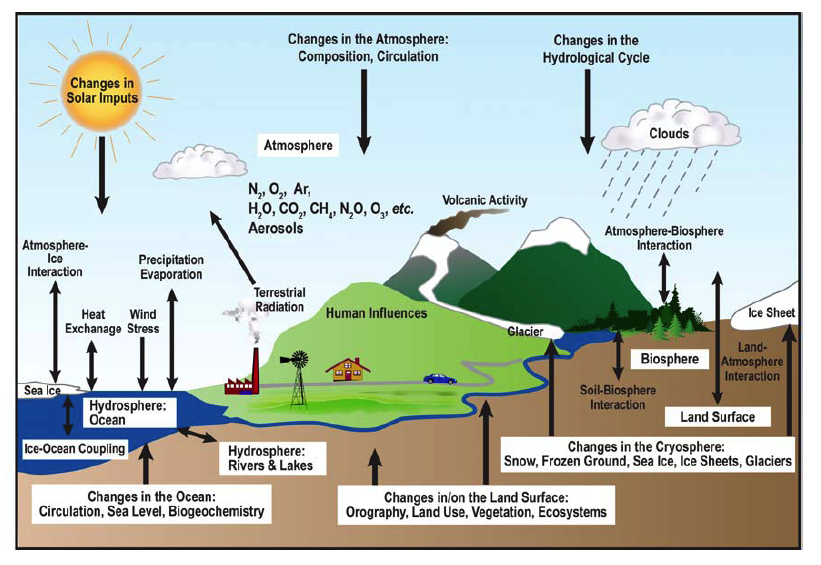 Changes in the Atmosphere:
Composition, Circulation
Changes in the
Hydrological Cycle
Changes in
Solar Imputs
Clouds
Atmosphere
N₂, O₂, Ar,
H₂O, CO₂, CH₄, N₂O, O₃, etc.
Aerosols
Volcanic Activity
Atmosphere-Biosphere
Interaction
Atmosphere-
Ice
Interaction
Precipitation
Evaporation
Terrestrial
Radiation
Heat
Exchanage
Wind
Stress
Human Influences
Glacier
Ice Sheet
Land-
Atmosphere
Interaction
Biosphere
Soil-Biosphere
Interaction
Land Surface
Sea Ice
Hydrosphere:
Ocean
Ice-Ocean Coupling
Hydrosphere:
Rivers & Lakes
Changes in the Cryosphere:
Snow, Frozen Ground, Sea Ice, Ice Sheets, Glaciers
Changes in the Ocean:
Circulation, Sea Level, Biogeochemistry
Changes in/on the Land Surface:
Orography, Land Use, Vegetation, Ecosystems